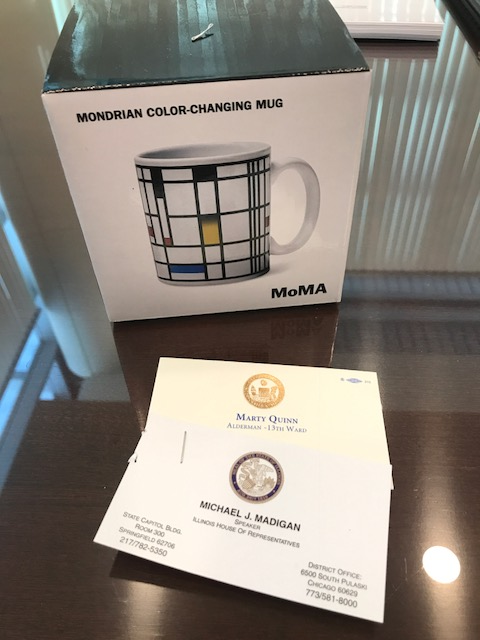 MONDRIAN COLOR-CHANGING MUG
MoMA
MARTY QUINN
ALDERMAN - 13TH WARD
MICHAEL J. MADIGAN
SPEAKER
ILLINOIS HOUSE OF REPRESENTATIVES
STATE CAPITOL BLDG.
ROOM 300
SPRINGFIELD 62706
217/782-5350
DISTRICT OFFICE:
6500 SOUTH PULASKI
CHICAGO 60629
773/581-8000